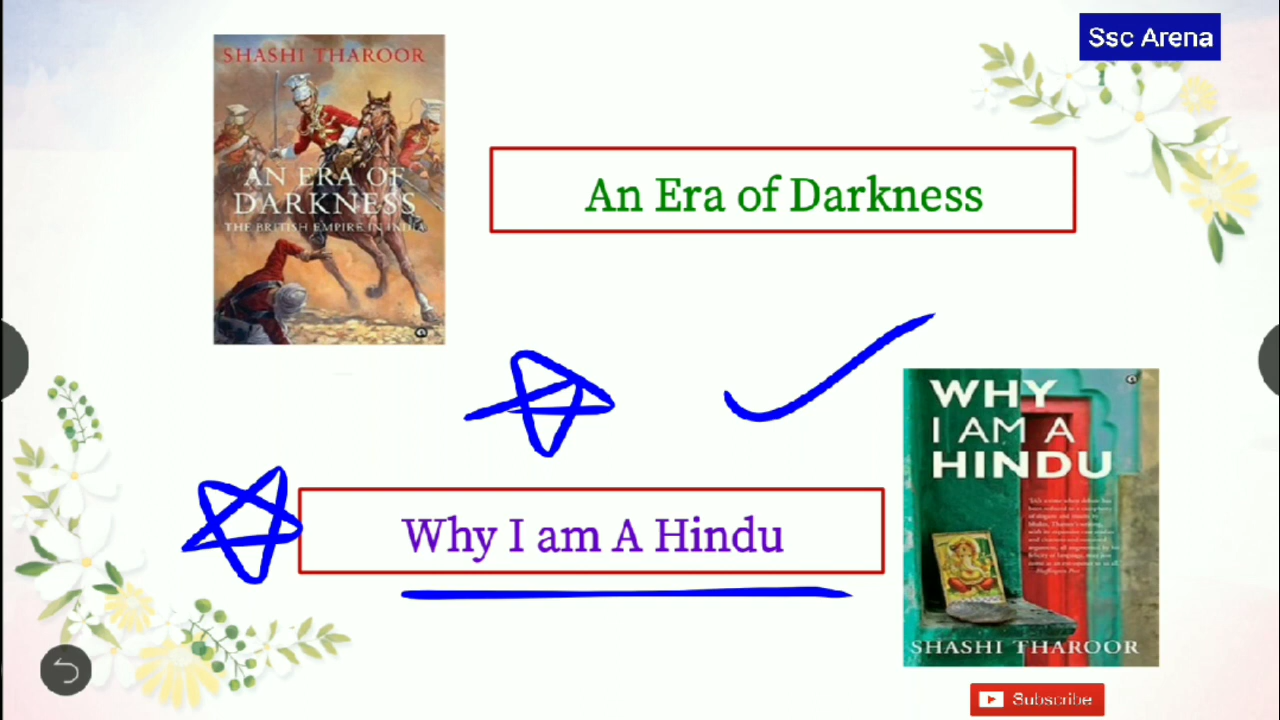 Ssc Arena
SHASHI THAROOR
AN ERA OF
DARKNESS
THE BRITISH EMPIRE IN INDIA
An Era of Darkness
WHY
I AM A
HINDU
Why I am A Hindu
SHASHI THAROOR
Subscribe